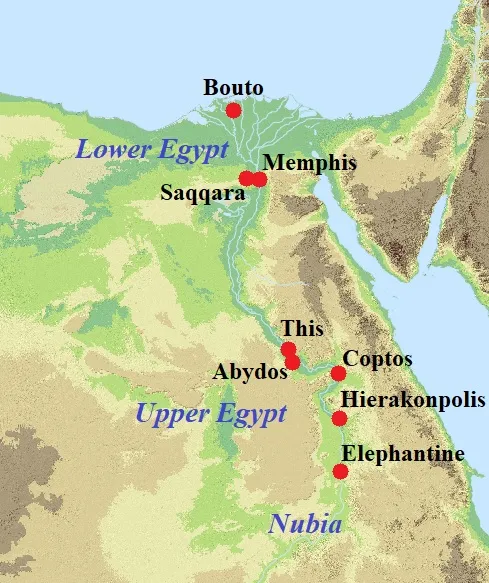 Bouto
Lower Egypt
Memphis
Saqqara
This
Abydos
Coptos
Hierakonpolis
Upper Egypt
Elephantine
Nubia